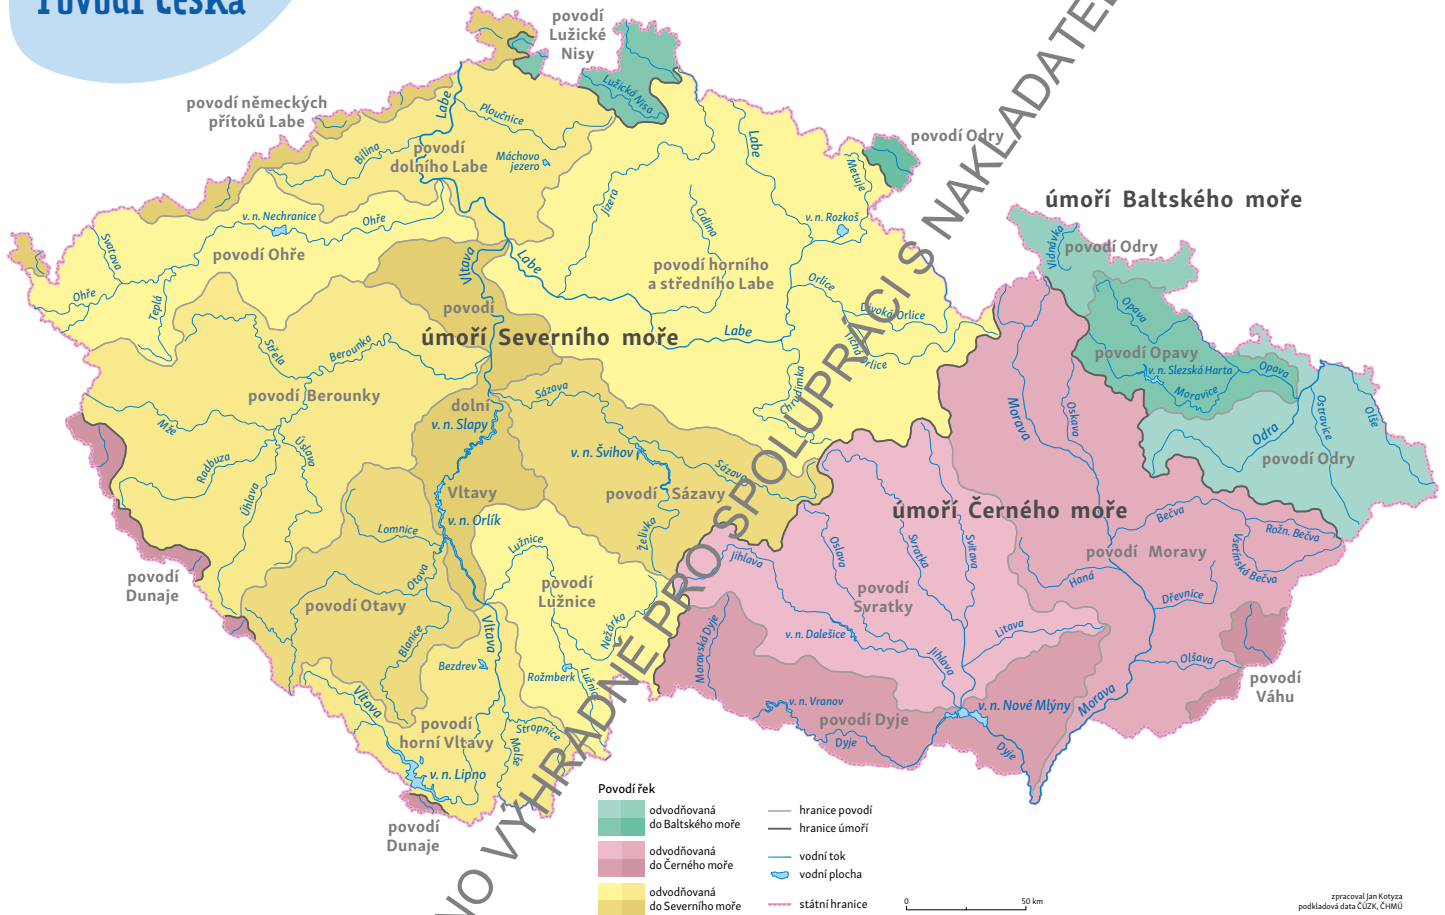 Povodí Česka
povodí
Lužické
Nisy
povodí německých
přítoků Labe
Labe
Ploučnice
Lužická Nisa
Bílina
povodí
dolního Labe
Máchovo
jezero
Labe
Metuje
povodí Odry
úmoří Baltského moře
Jizera
Cidlina
v. n. Rozkoš
v. n. Nechranice
Ohře
Svatava
povodí Ohře
Vltava
Labe
povodí horního
a středního Labe
Vidnávka
povodí Odry
Ohře
Teplá
Orlice
Divoká Orlice
Tichá Orlice
Opava
povodí
úmoří Severního moře
Labe
Střela
Berounka
povodí Opavy
v. n. Slezská Harta
Opava
Moravice
povodí Berounky
Sázava
Chrudimka
dolní
v. n. Slapy
Morava
Oskava
Ostravice
Olše
Mže
Úslava
Radbuza
Úhlava
v. n. Švihov
Sázava
Odra
povodí Odry
Vltavy
povodí Sázavy
v. n. Orlík
úmoří Černého moře
Bečva
Rožn. Bečva
Vsetínská Bečva
Lomnice
Želivka
Lužnice
Jihlava
Oslava
Svratka
Svitava
povodí Moravy
Haná
Dřevnice
povodí
Dunaje
Otava
povodí Otavy
povodí
Lužnice
povodí
Svratky
Blanice
Vltava
Nežárka
Moravská Dyje
v. n. Dalešice
Litava
Bezdrev
Rožmberk
Lužnice
Jihlava
Olšava
povodí
Váhu
Vltava
v. n. Vranov
v. n. Nové Mlýny
Morava
povodí
horní Vltavy
Stropnice
Malše
povodí Dyje
Dyje
Dyje
v. n. Lipno
povodí
Dunaje
NO VÝHRADNĚ PRO SPOLUPRÁCI S NAKLADATEL
Povodí řek
odvodňovaná
do Baltského moře
odvodňovaná
do Černého moře
odvodňovaná
do Severního moře
hranice povodí
hranice úmoří
vodní tok
vodní plocha
státní hranice
0 50 km
zpracoval Jan Kotyza
podkladová data ČÚZK, ČHMÚ